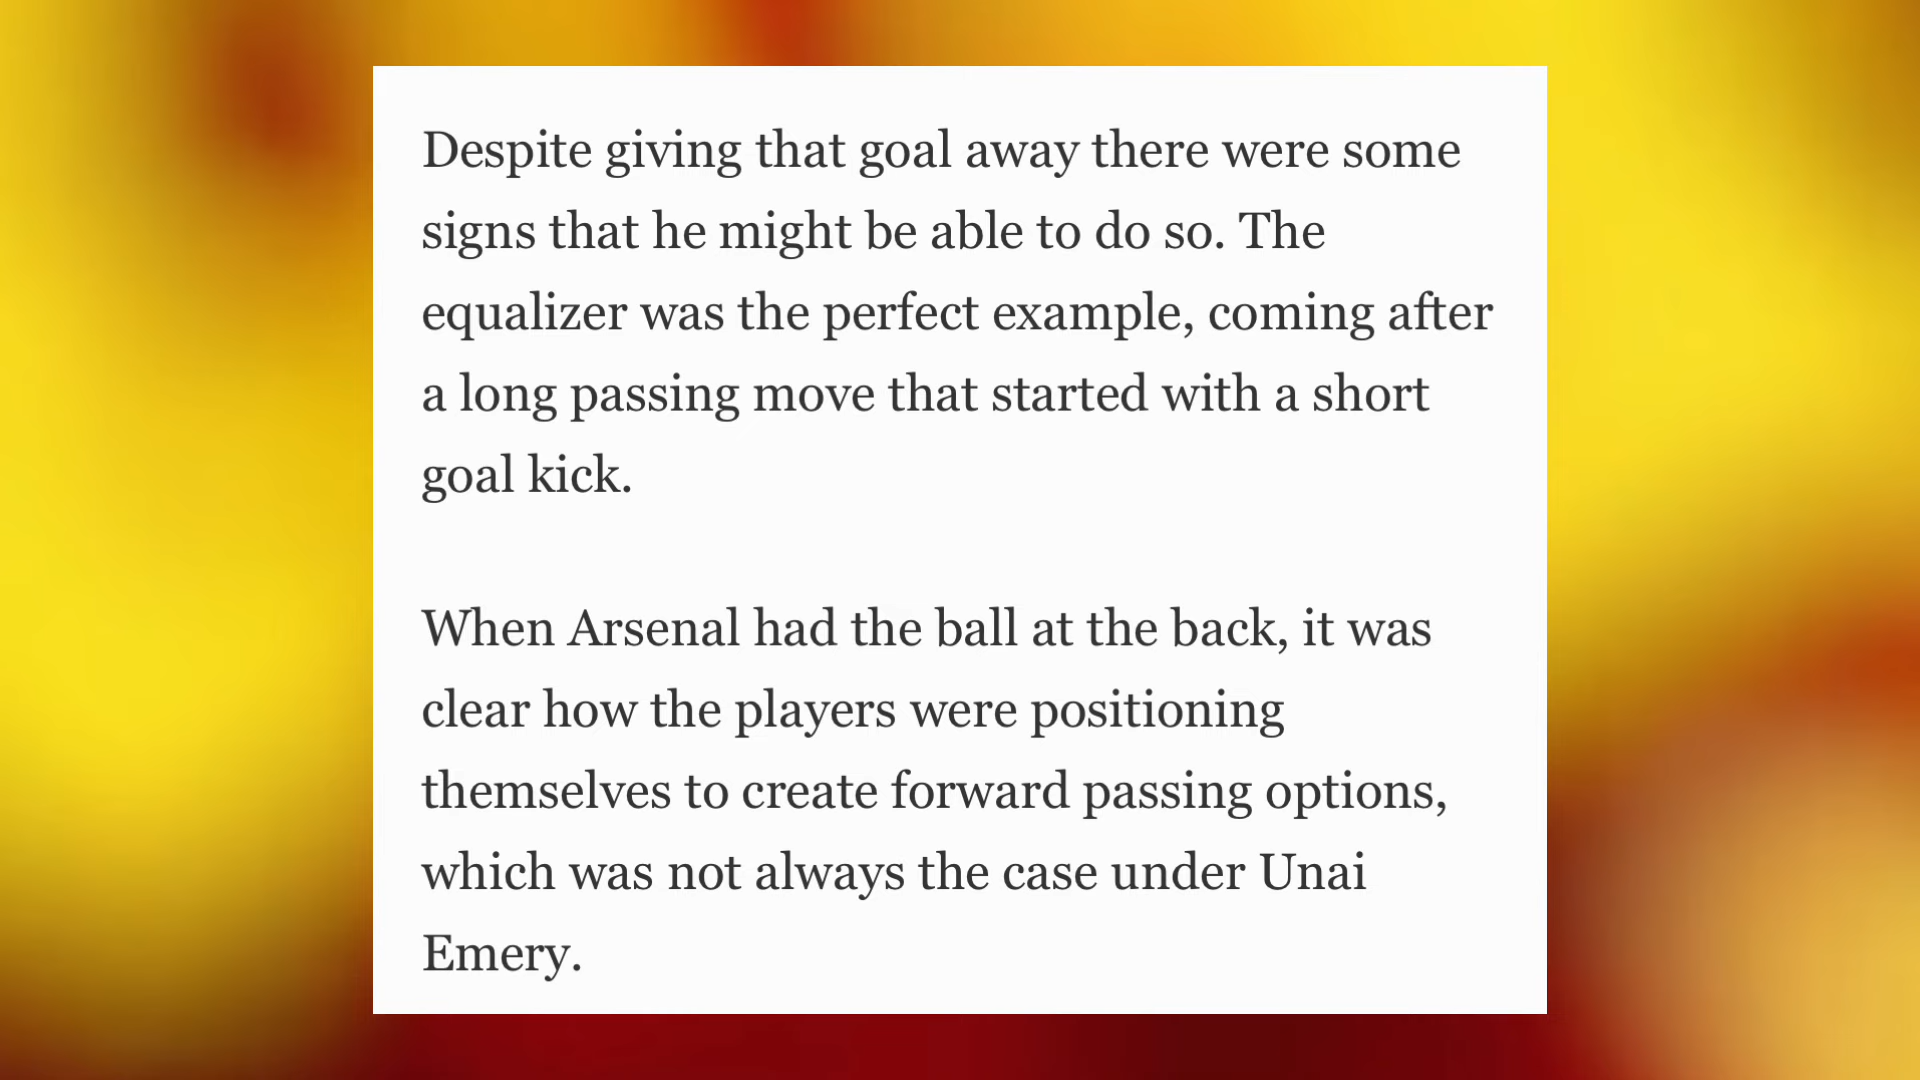 Despite giving that goal away there were some
signs that he might be able to do so. The
equalizer was the perfect example, coming after
a long passing move that started with a short
goal kick.
When Arsenal had the ball at the back, it was
clear how the players were positioning
themselves to create forward passing options,
which was not always the case under Unai
Emery.